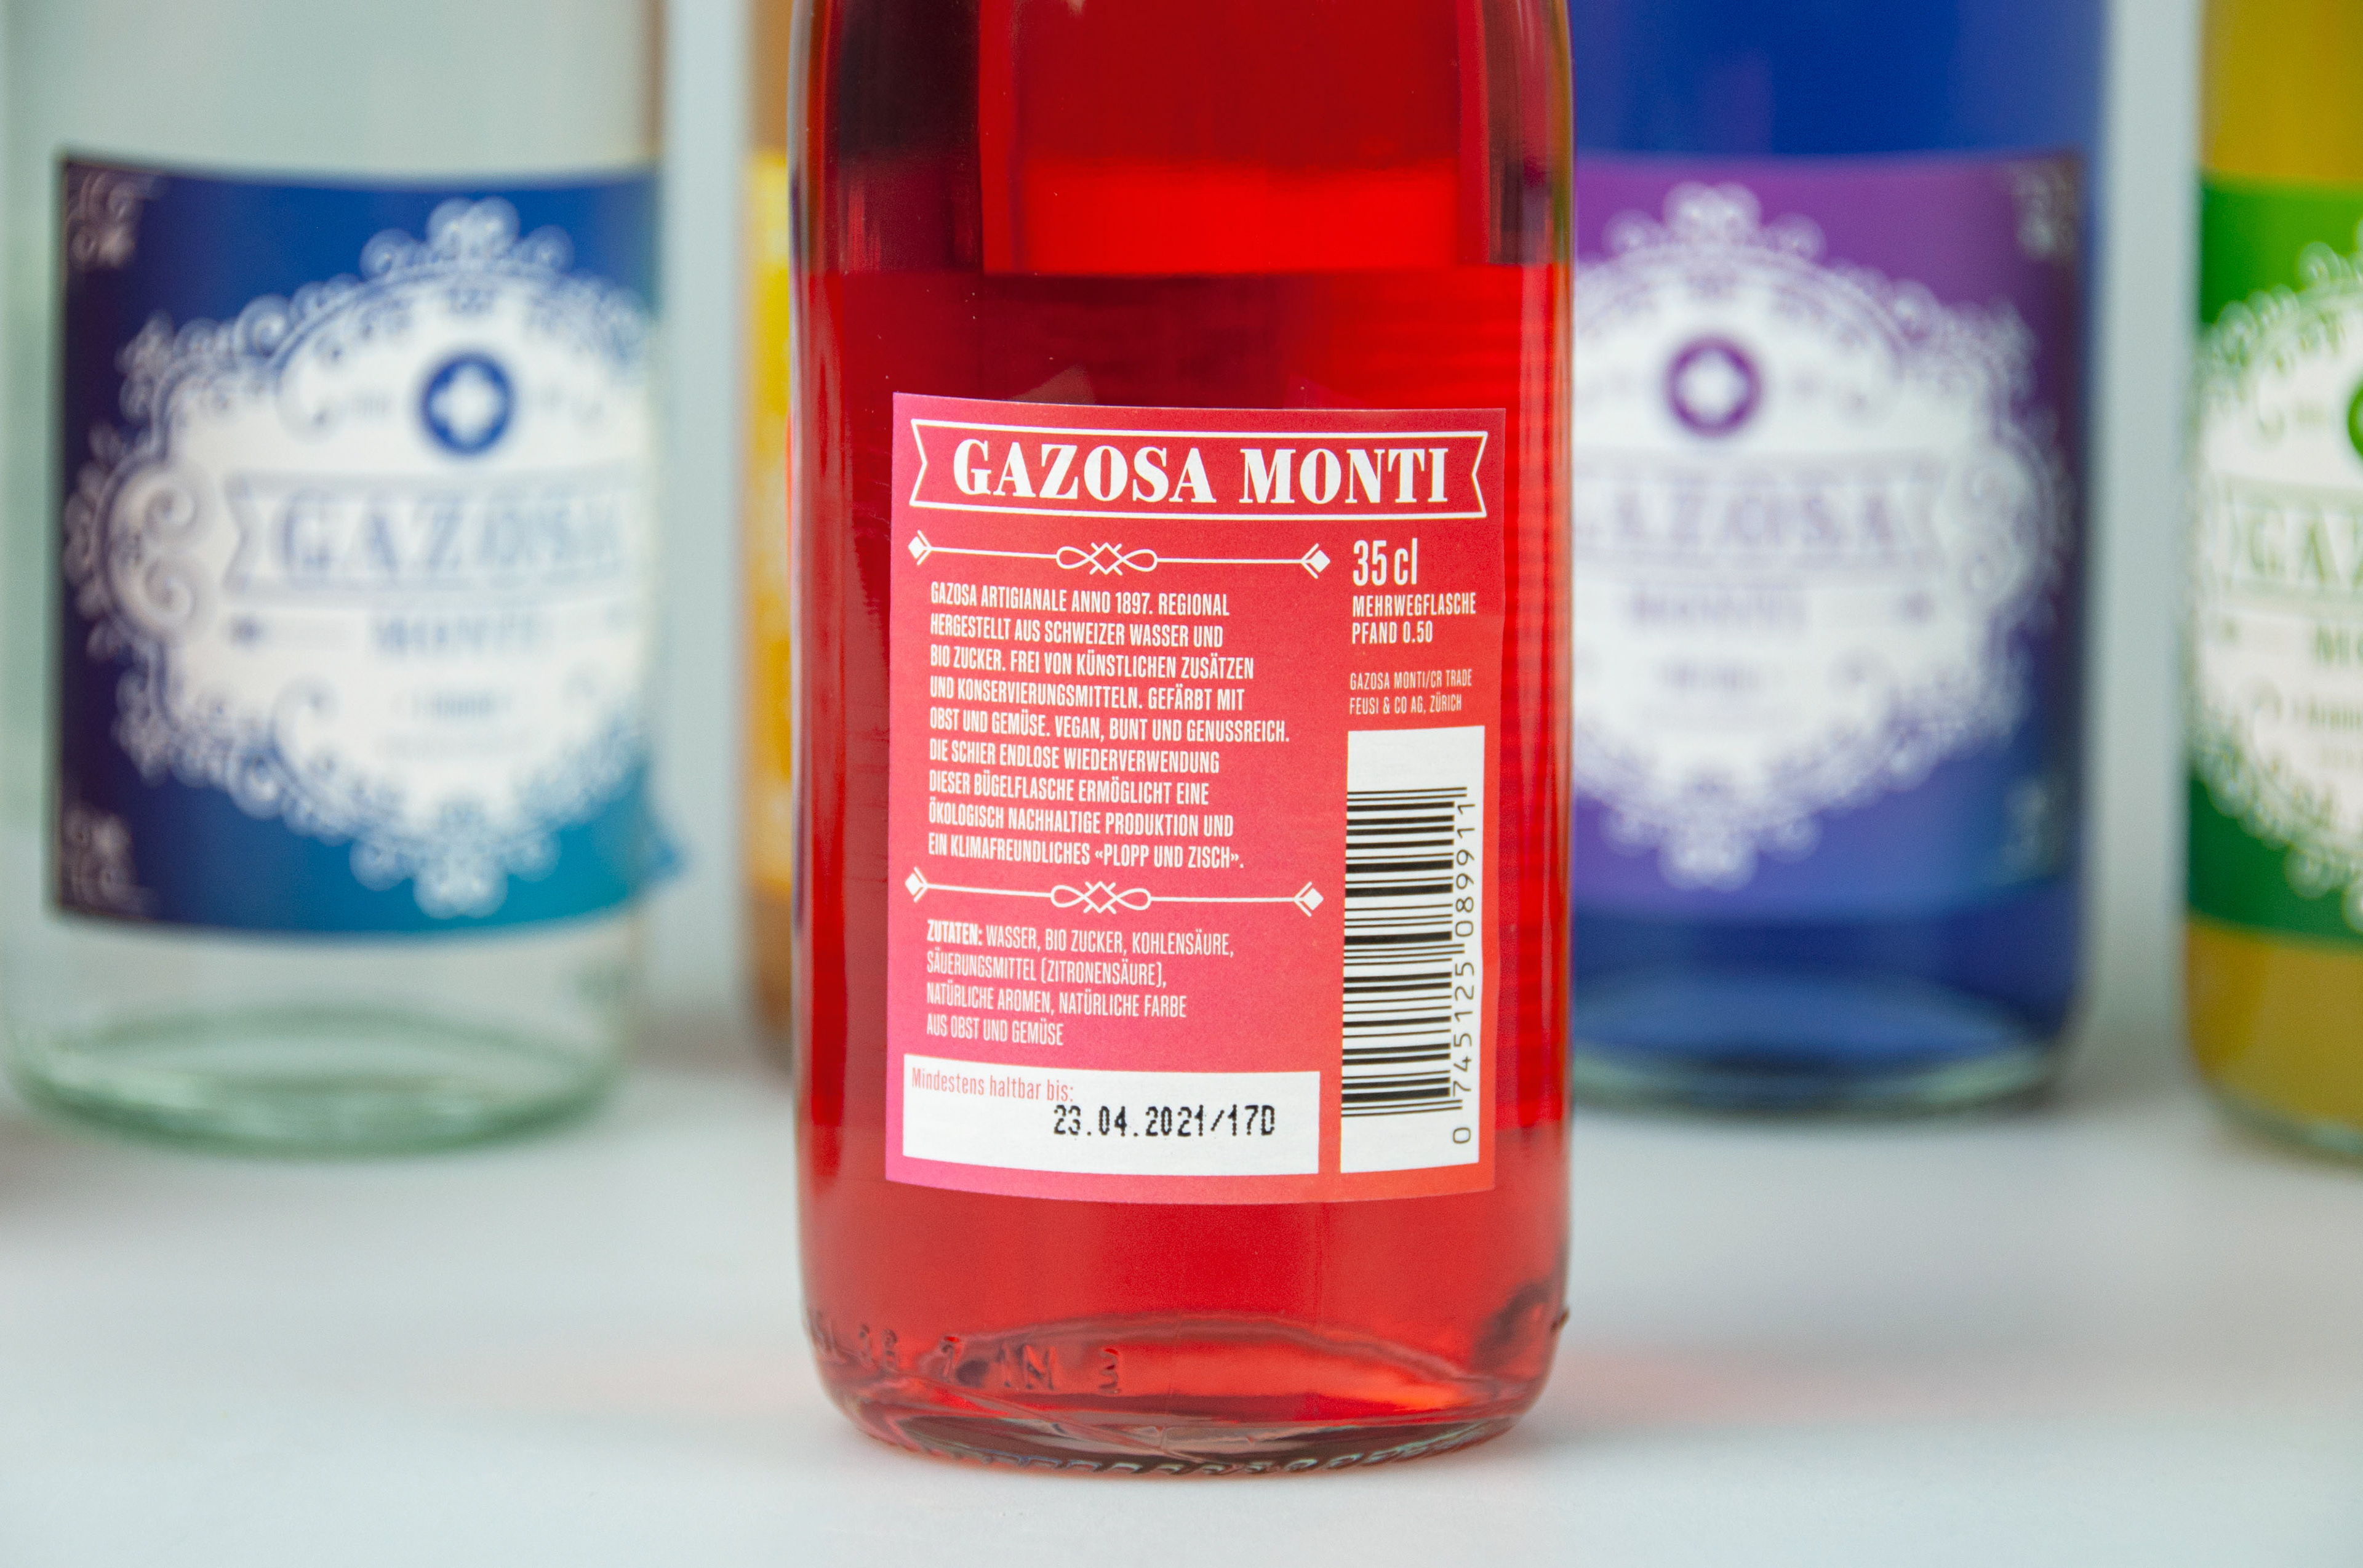 GAZOSA MONTI
GAZOSA ARTIGIANALE ANNO 1897. REGIONAL
HERGESTELLT AUS SCHWEIZER WASSER UND
BIO ZUCKER. FREI VON KÜNSTLICHEN ZUSÄTZEN
UND KONSERVIERUNGSMITTELN. GEFÄRBT MIT
OBST UND GEMÜSE. VEGAN, BUNT UND GENUSSREICH.
DIE SCHIER ENDLOSE WIEDERVERWENDUNG
DIESER BÜGELFLASCHE ERMÖGLICHT EINE
ÖKOLOGISCH NACHHALTIGE PRODUKTION UND
EIN KLIMAFREUNDLICHES «PLOPP UND ZISCH».
ZUTATEN: WASSER, BIO ZUCKER, KOHLENSÄURE,
SÄUERUNGSMITTEL (ZITRONENSÄURE),
NATÜRLICHE AROMEN, NATÜRLICHE FARBE
AUS OBST UND GEMÜSE
Mindestens haltbar bis:
23.04.2021/17D
35 cl
MEHRWEGFLASCHE
PFAND 0.50
GAZOSA MONTI/CR TRADE
FEUSI & CO AG, ZÜRICH
0 745125 089911
GAZOSA
MONTI
GAZOSA
MONTI